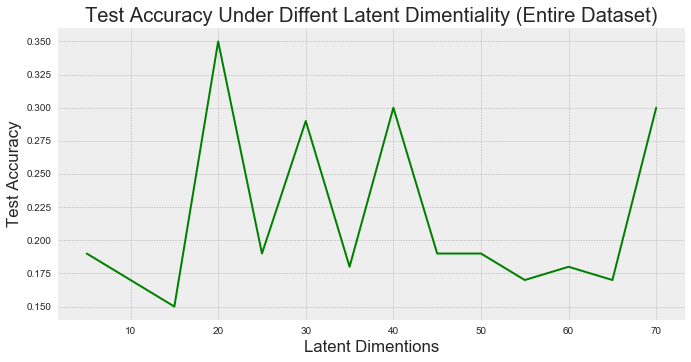 Test Accuracy Under Diffent Latent Dimentiality (Entire Dataset)
0.350
0.325
0.300
0.275
0.250
0.225
0.200
0.175
0.150
Test Accuracy
10 20 30 40 50 60 70
Latent Dimentions